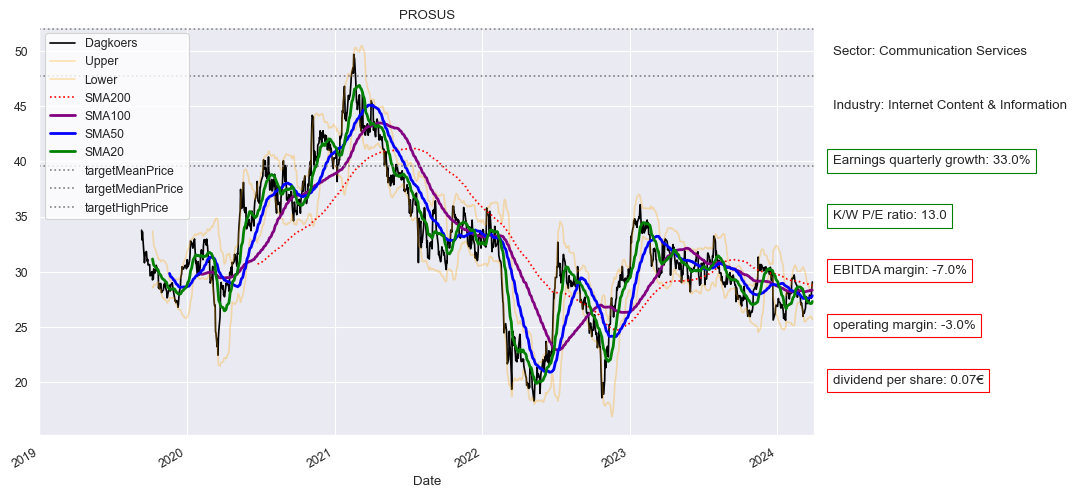 PROSUS
Dagkoers
Upper
Lower
SMA200
SMA100
SMA50
SMA20
targetMeanPrice
targetMedianPrice
targetHighPrice
50
45
40
35
30
25
20
2019
2020
2021
2022
2023
2024
Date
Sector: Communication Services
Industry: Internet Content & Information
Earnings quarterly growth: 33.0%
K/W P/E ratio: 13.0
EBITDA margin: -7.0%
operating margin: -3.0%
dividend per share: 0.07€